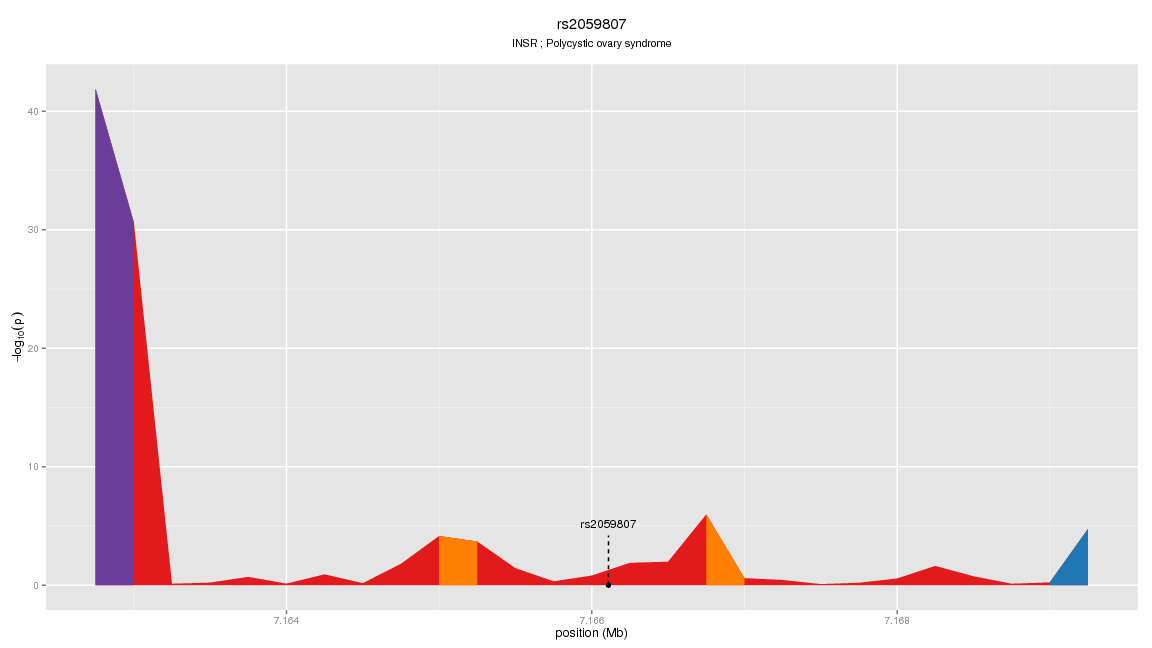 rs2059807
INSR ; Polycystic ovary syndrome
40
30
20
10
0
−log10(p)
rs2059807
7.164
7.166
7.168
position (Mb)